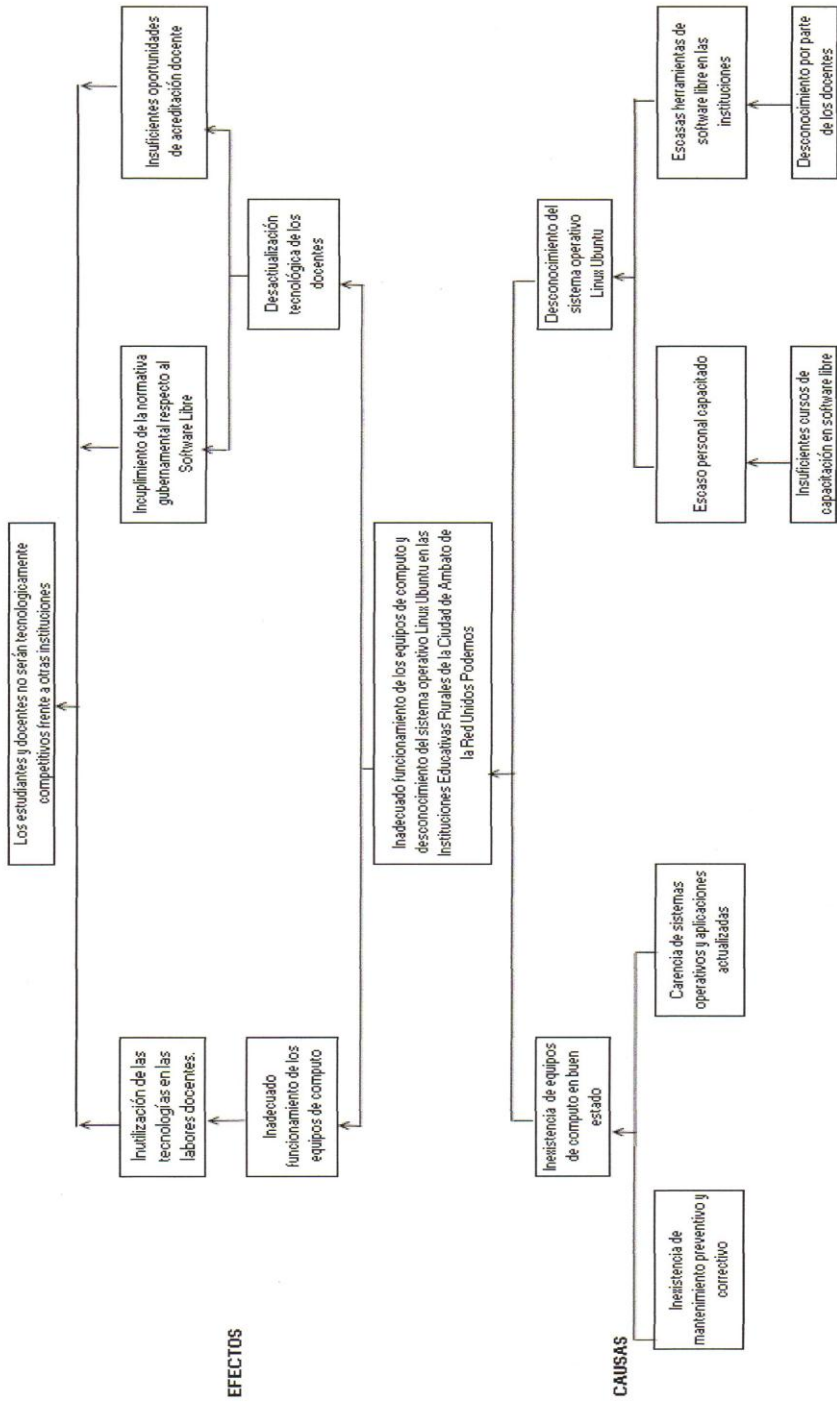 Los estudiantes y docentes no serán tecnologicamente
competitivos frente a otras instituciones
Inutilización de las
tecnologías en las
labores docentes.
Incuplimiento de la normativa
gubernamental respecto al
Software Libre
Insuficientes oportunidades
de acreditación docente
EFECTOS
Inadecuado
funcionamiento de los
equipos de computo
Desactiualización
tecnológica de los
docentes
Inadecuado funcionamiento de los equipos de computo y
desconocimiento del sistema operativo Linux Ubuntu en las
Instituciones Educativas Rurales de la Ciudad de Ambato de
la Red Unidos Podemos
CAUSAS
Inexistencia de equipos
de computo en buen
estado
Desconocimiento del
sistema operativo
Linux Ubuntu
Inexistencia de
mantenimiento preventivo y
correctivo
Carencia de sistemas
operativos y aplicaciones
actualizadas
Escaso personal capacitado
Escasas herramientas de
software libre en las
instituciones
Insuficientes cursos de
capacitación en software libre
Desconocimiento por parte
de los docentes